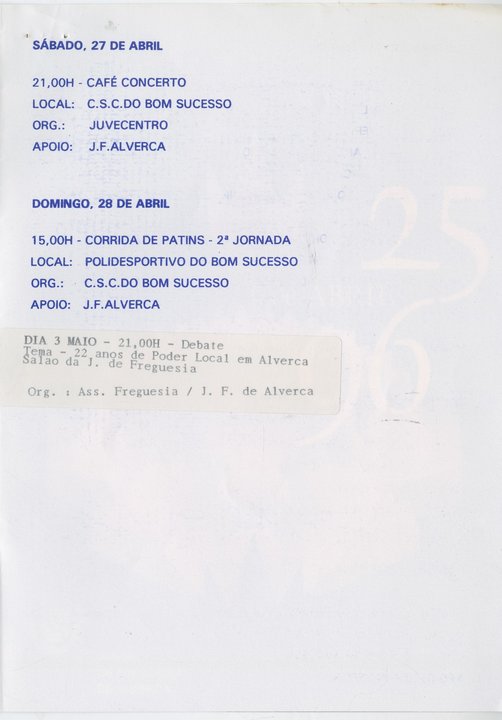 SÁBADO, 27 DE ABRIL
21,00H - CAFÉ CONCERTO
LOCAL: C.S.C.DO BOM SUCESSO
ORG.: JUVECENTRO
APOIO: J.F.ALVERCA
DOMINGO, 28 DE ABRIL
15,00H - CORRIDA DE PATINS - 2ª JORNADA
LOCAL: POLIDESPORTIVO DO BOM SUCESSO
ORG.: C.S.C.DO BOM SUCESSO
APOIO: J.F.ALVERCA
DIA 3 MAIO - 21,00H - Debate
Tema - 22 anos de Poder Local em Alverca
Salao da J. de Freguesia
Org. : Ass. Freguesia / J. F. de Alverca
25
ABRIL
96